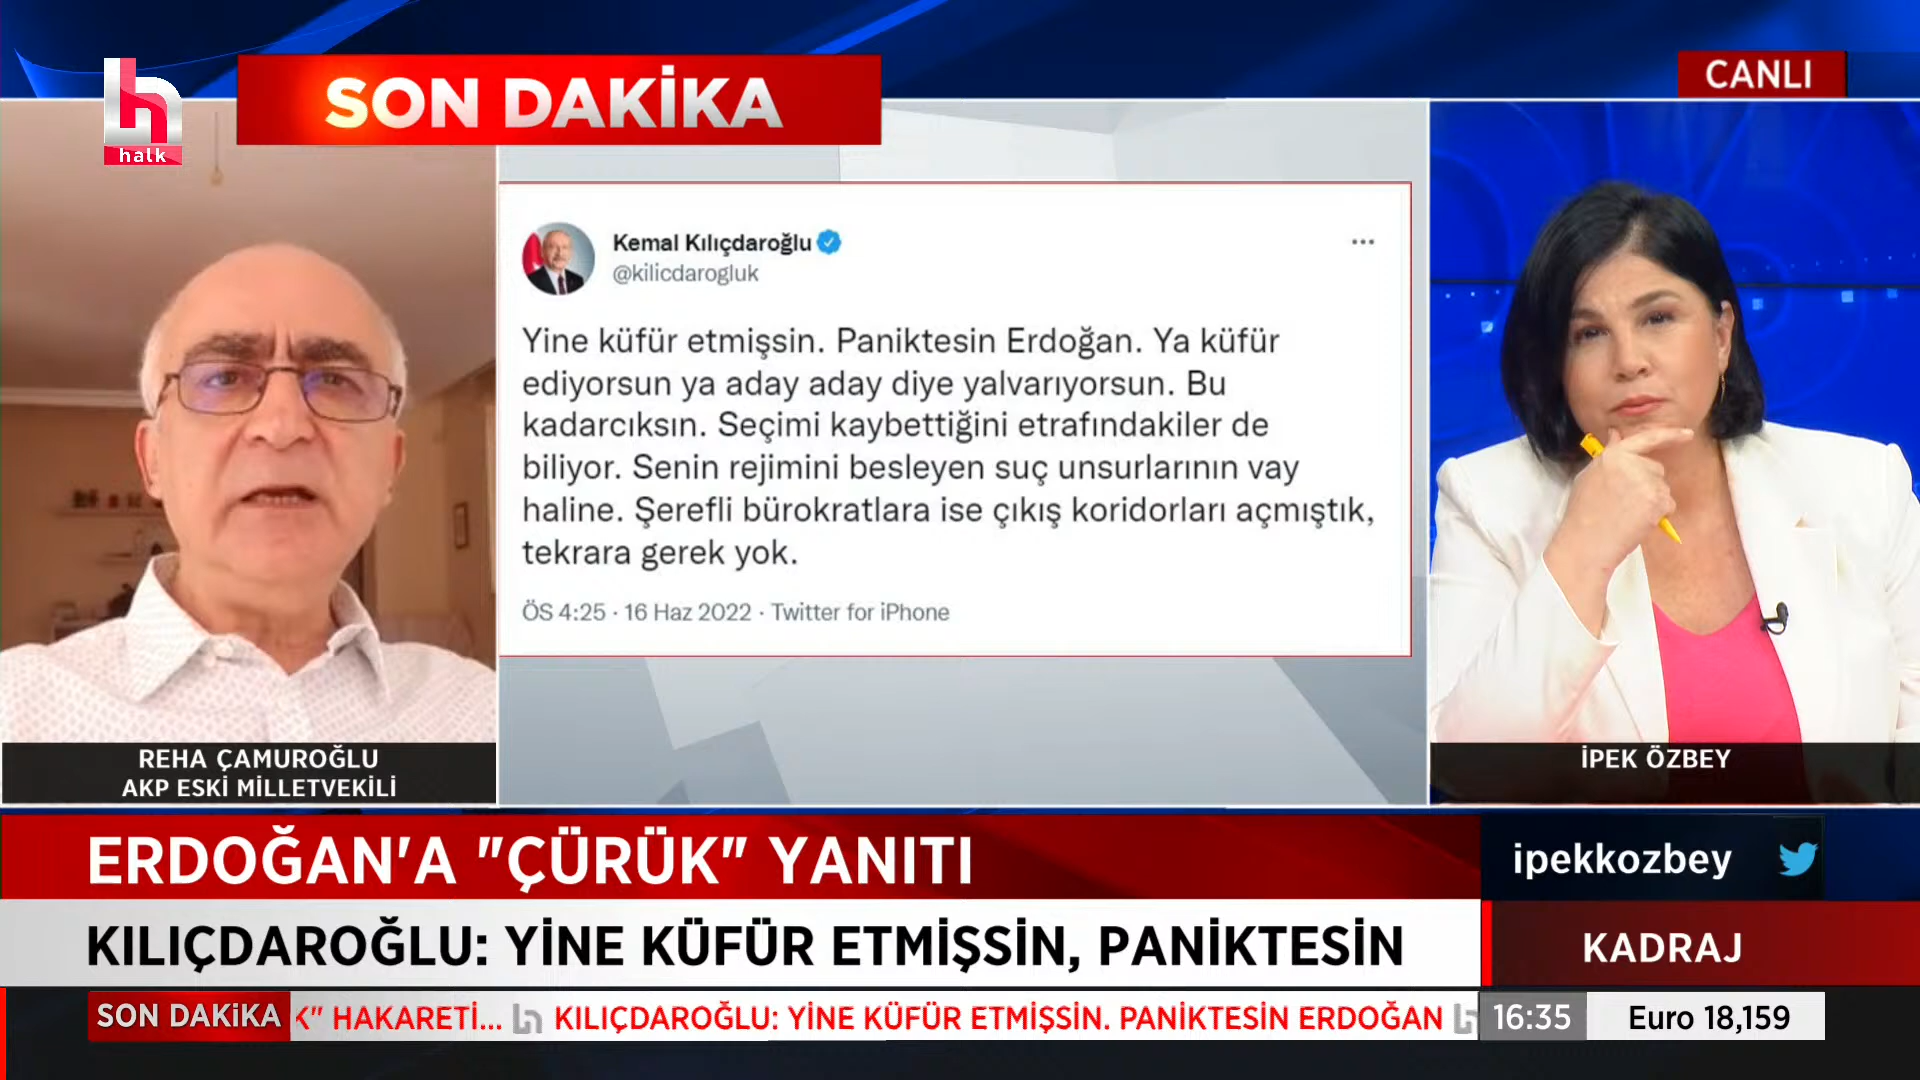 halk
SON DAKİKA
CANLI
Kemal Kılıçdaroğlu
@kilicdarogluk
Yine küfür etmişsin. Paniktesin Erdoğan. Ya küfür
ediyorsun ya aday aday diye yalvarıyorsun. Bu
kadarcıksın. Seçimi kaybettiğini etrafındakiler de
biliyor. Senin rejimini besleyen suç unsurlarının vay
haline. Şerefli bürokratlara ise çıkış koridorları açmıştık,
tekrara gerek yok.
ÖS 4:25 · 16 Haz 2022 · Twitter for iPhone
REHA ÇAMUROĞLU
AKP ESKİ MİLLETVEKİLİ
İPEK ÖZBEY
ERDOĞAN'A "ÇÜRÜK" YANITI
ipekkozbey
KILIÇDAROĞLU: YİNE KÜFÜR ETMİŞSİN, PANİKTESİN
KADRAJ
SON DAKİKA K" HAKARETİ... KILIÇDAROĞLU: YİNE KÜFÜR ETMİŞSİN. PANİKTESİN ERDOĞAN 16:35 Euro 18,159